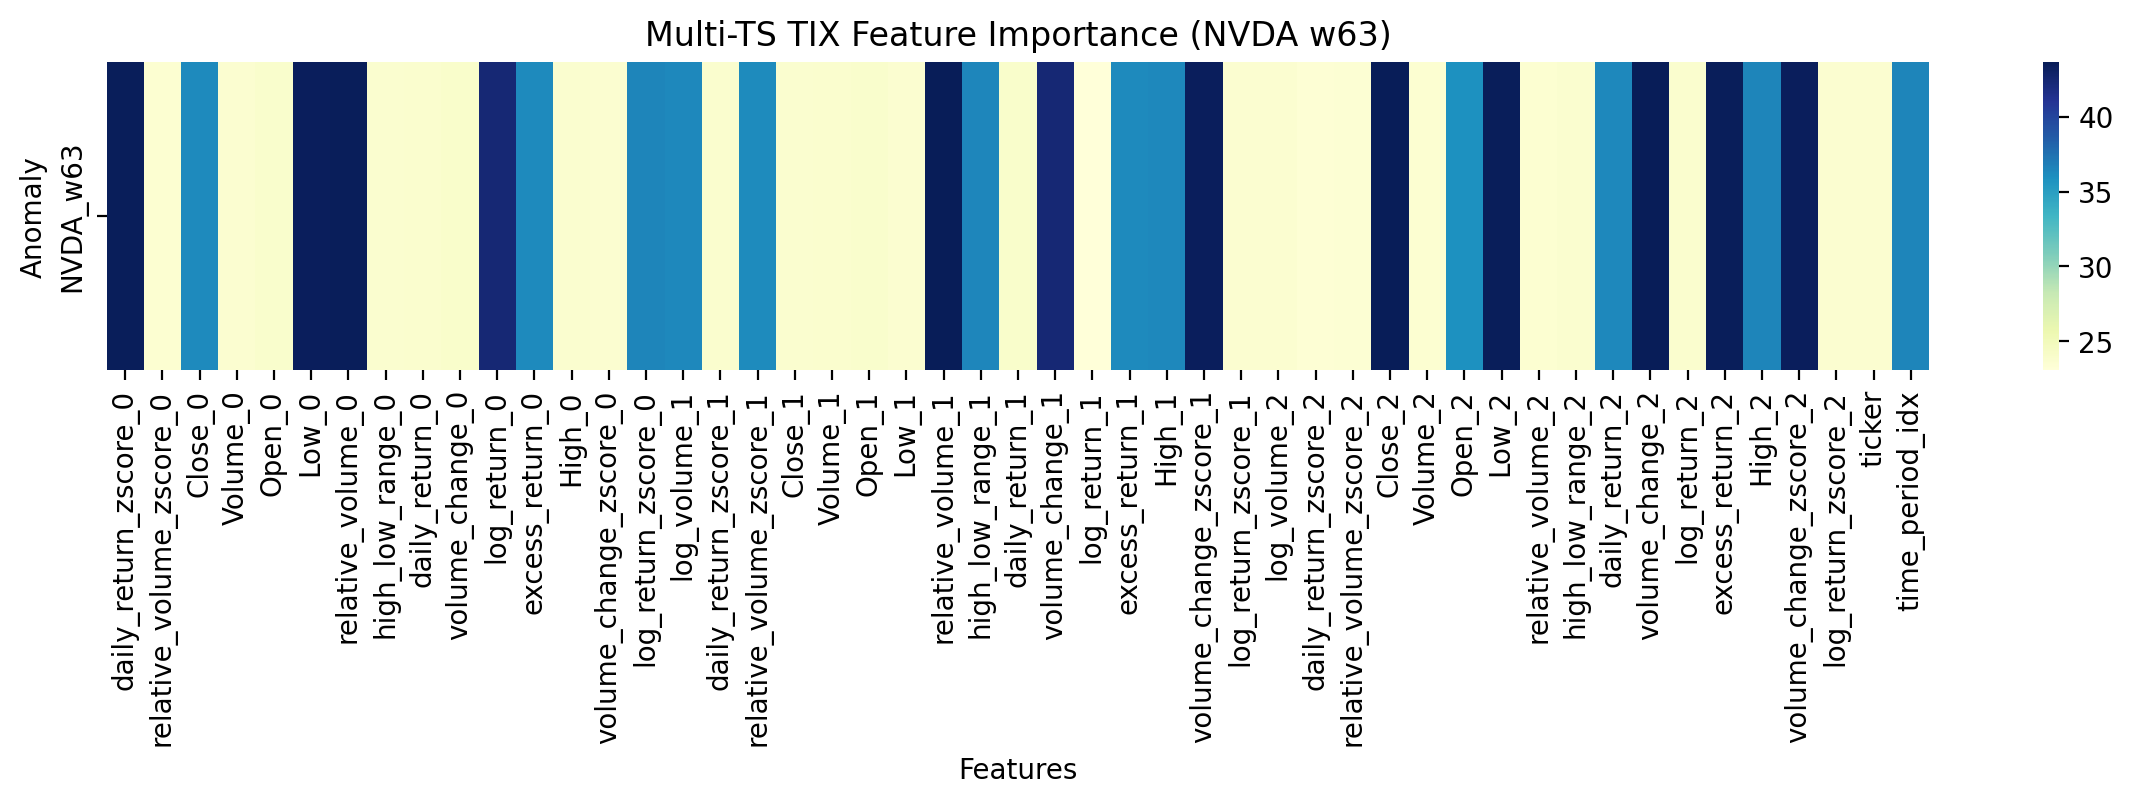 Multi-TS TIX Feature Importance (NVDA w63)
Anomaly
NVDA_w63
40
35
30
25
daily_return_zscore_0
relative_volume_zscore_0
Close_0
Volume_0
Open_0
Low_0
relative_volume_0
high_low_range_0
daily_return_0
volume_change_0
log_return_0
excess_return_0
High_0
volume_change_zscore_0
log_return_zscore_0
log_volume_1
daily_return_zscore_1
relative_volume_zscore_1
Close_1
Volume_1
Open_1
Low_1
relative_volume_1
high_low_range_1
daily_return_1
volume_change_1
log_return_1
excess_return_1
High_1
volume_change_zscore_1
log_return_zscore_1
log_volume_2
daily_return_zscore_2
relative_volume_zscore_2
Close_2
Volume_2
Open_2
Low_2
relative_volume_2
high_low_range_2
daily_return_2
volume_change_2
log_return_2
excess_return_2
High_2
volume_change_zscore_2
log_return_zscore_2
ticker
time_period_idx
Features